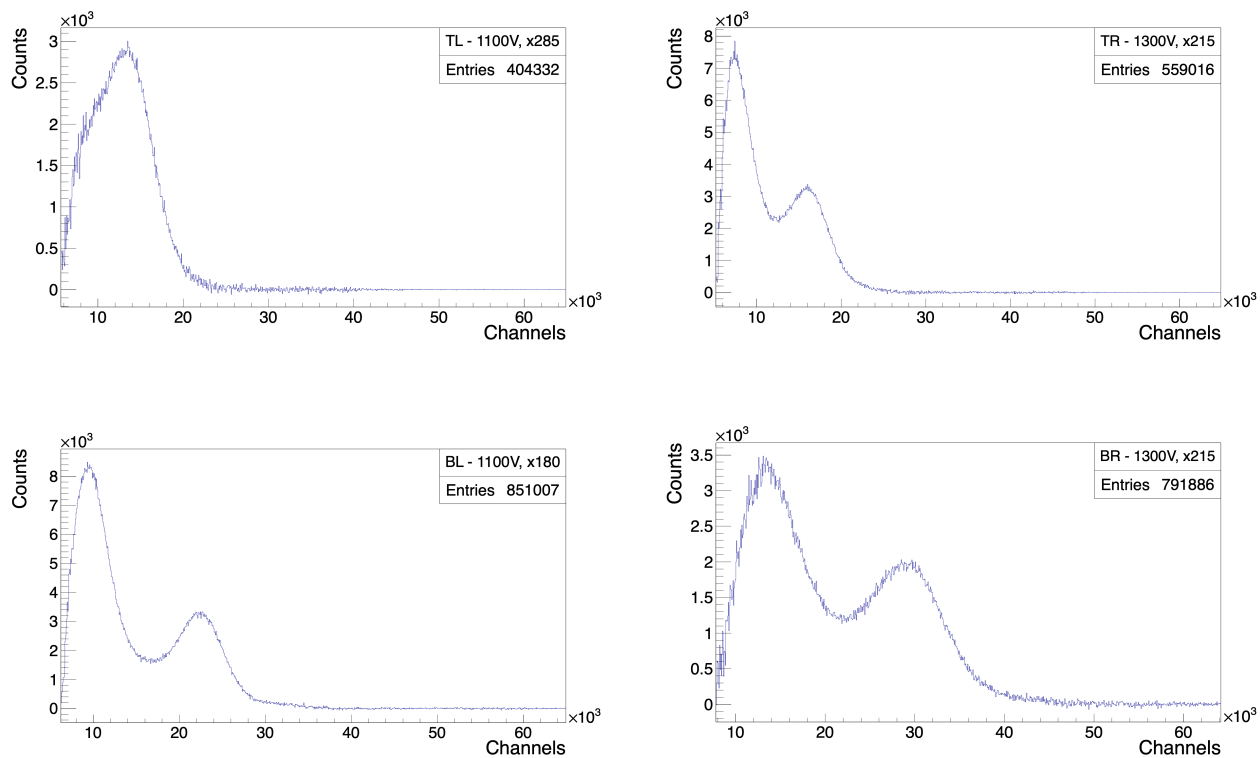 ×10³
Counts
TL - 1100V, x285
Entries 404332
3
2.5
2
1.5
1
0.5
0
10 20 30 40 50 60
×10³
Channels
×10³
Counts
TR - 1300V, x215
Entries 559016
8
7
6
5
4
3
2
1
0
10 20 30 40 50 60
×10³
Channels
×10³
Counts
BL - 1100V, x180
Entries 851007
8
7
6
5
4
3
2
1
0
10 20 30 40 50 60
×10³
Channels
×10³
Counts
BR - 1300V, x215
Entries 791886
3.5
3
2.5
2
1.5
1
0.5
0
10 20 30 40 50 60
×10³
Channels